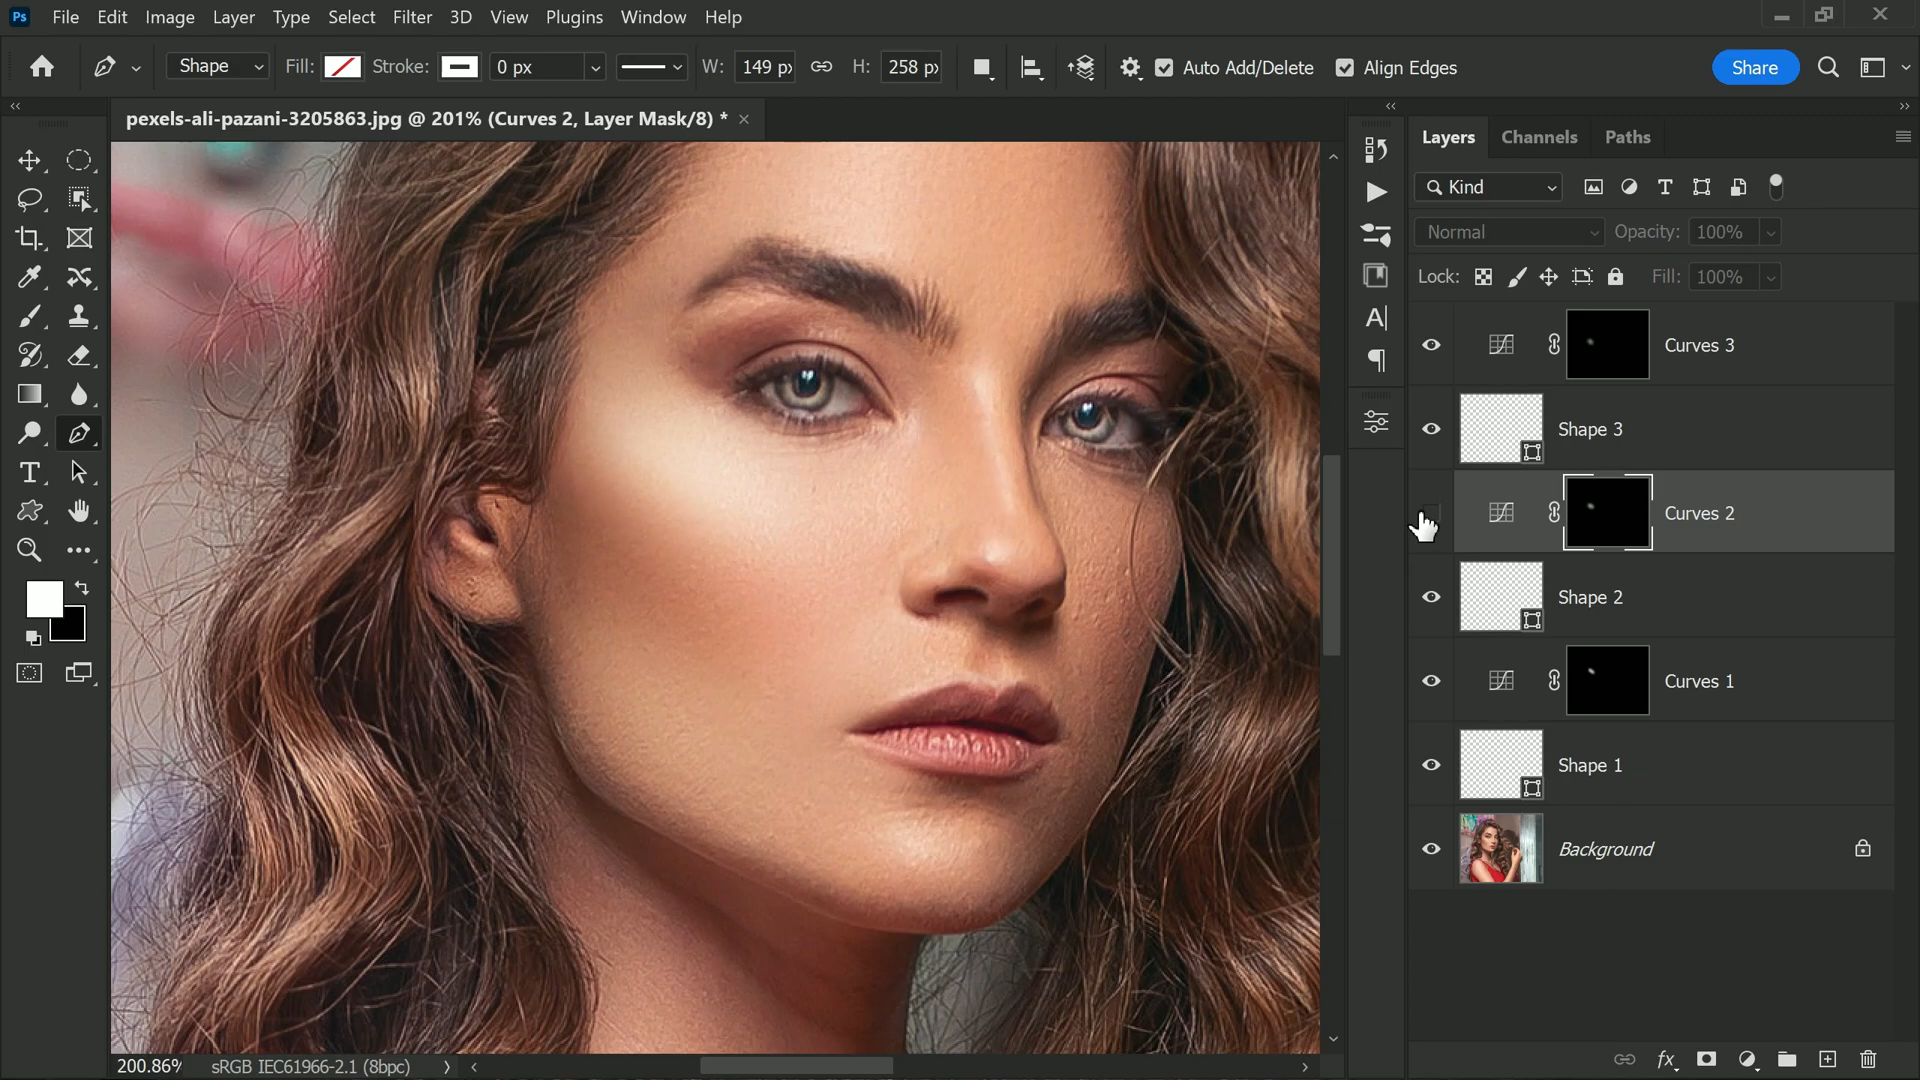 Ps File Edit Image Layer Type Select Filter 3D View Plugins Window Help
Shape Fill: Stroke: 0 px W: 149 px H: 258 px Auto Add/Delete Align Edges Share
pexels-ali-pazani-3205863.jpg @ 201% (Curves 2, Layer Mask/8) *
Layers Channels Paths
Kind
Normal Opacity: 100%
Lock: Fill: 100%
Curves 3
Shape 3
Curves 2
Shape 2
Curves 1
Shape 1
Background
200.86% sRGB IEC61966-2.1 (8bpc)
fx